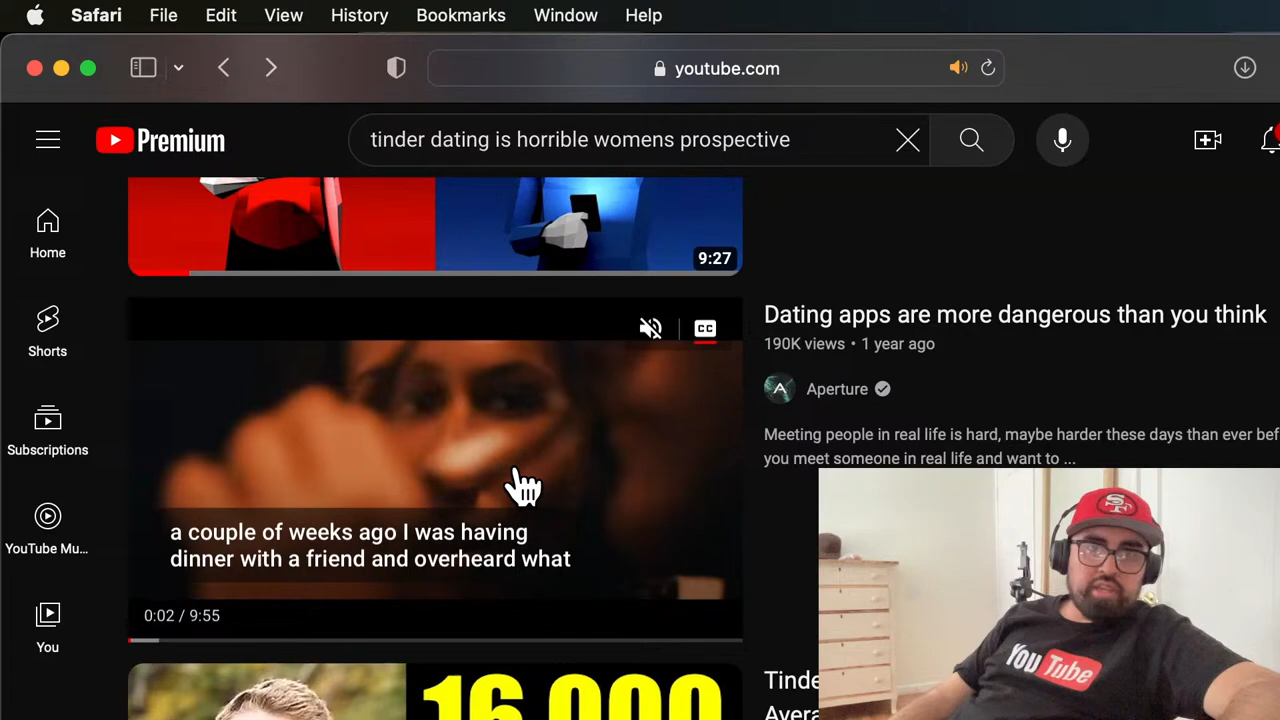 Safari File Edit View History Bookmarks Window Help
youtube.com
Premium
tinder dating is horrible womens prospective
Home
Shorts
Subscriptions
YouTube Mu...
You
9:27
CC
a couple of weeks ago I was having
dinner with a friend and overheard what
0:02 / 9:55
Dating apps are more dangerous than you think
190K views • 1 year ago
A Aperture
Meeting people in real life is hard, maybe harder these days than ever bef
you meet someone in real life and want to ...
16,000
Tinde
Avera
SF
YouTube